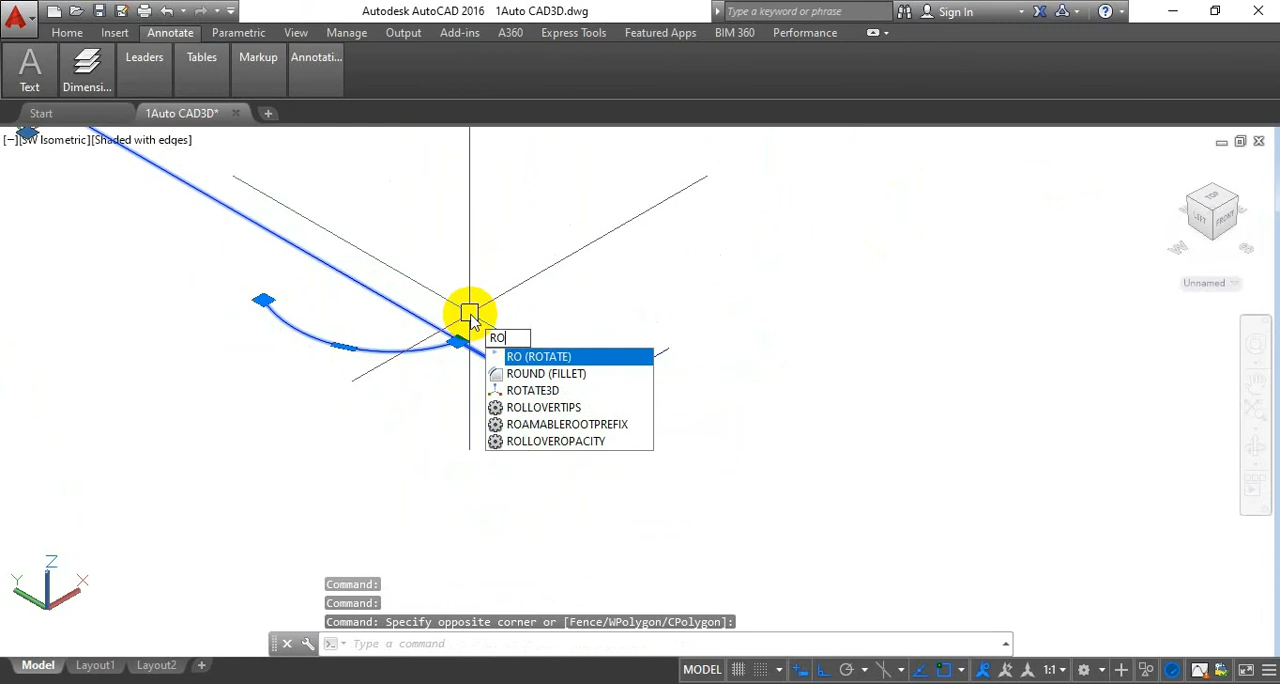 Autodesk AutoCAD 2016 1Auto CAD3D.dwg
Type a keyword or phrase
Sign In
Home Insert Annotate Parametric View Manage Output Add-ins A360 Express Tools Featured Apps BIM 360 Performance
A
Text
Dimensi...
Leaders
Tables
Markup
Annotati...
Start
1Auto CAD3D*
[−][SW Isometric][Shaded with edges]
TOP
LEFT
FRONT
W
Unnamed
RO
RO (ROTATE)
ROUND (FILLET)
ROTATE3D
ROLLOVERTIPS
ROAMABLEROOTPREFIX
ROLLOVEROPACITY
Z
Y
X
Command:
Command:
Command: Specify opposite corner or [Fence/WPolygon/CPolygon]:
Type a command
Model Layout1 Layout2 +
MODEL
1:1